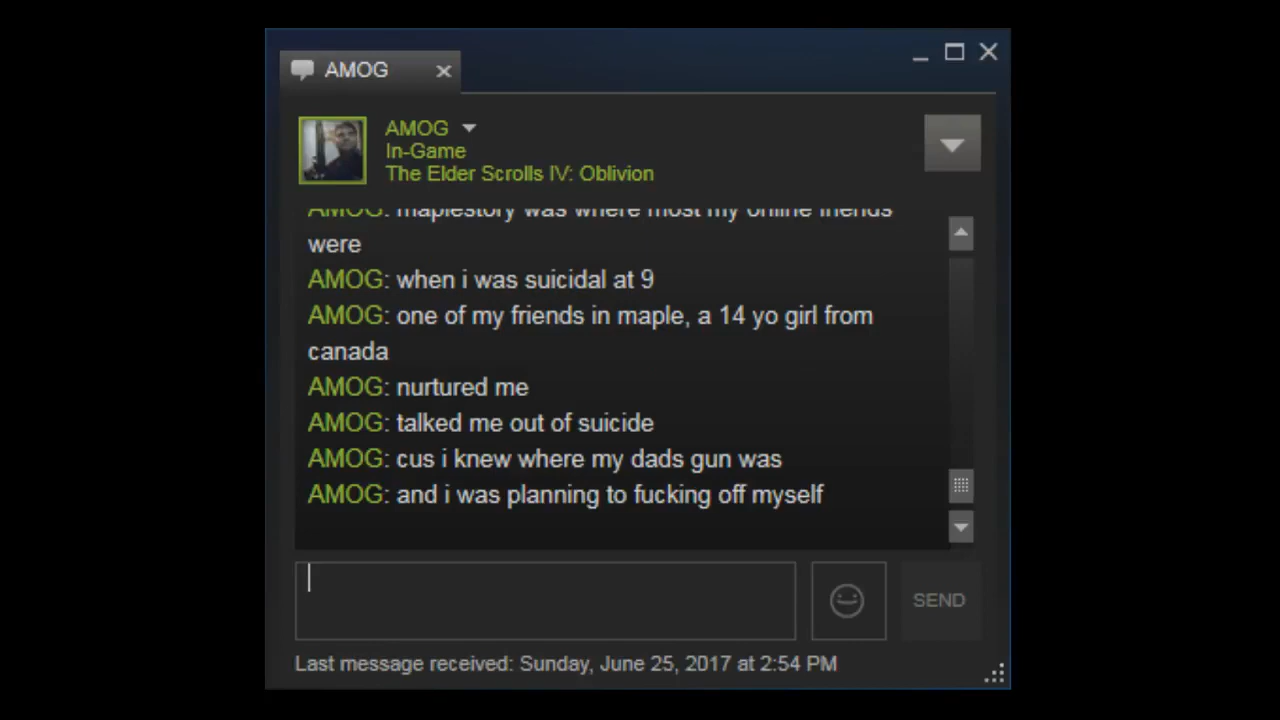 AMOG
AMOG
In-Game
The Elder Scrolls IV: Oblivion
AMOG: maplestory was where most my online friends
were
AMOG: when i was suicidal at 9
AMOG: one of my friends in maple, a 14 yo girl from
canada
AMOG: nurtured me
AMOG: talked me out of suicide
AMOG: cus i knew where my dads gun was
AMOG: and i was planning to fucking off myself
SEND
Last message received: Sunday, June 25, 2017 at 2:54 PM